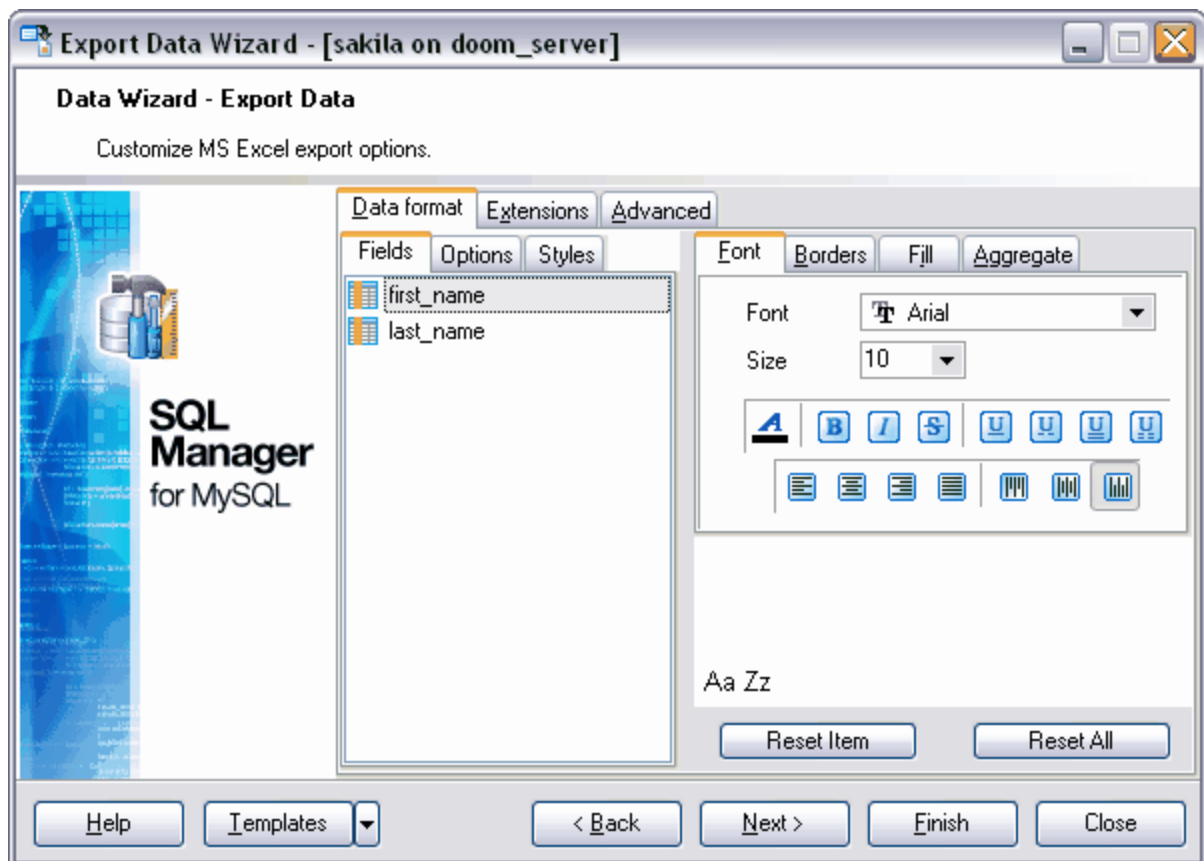 Export Data Wizard - [sakila on doom_server]
Data Wizard - Export Data
Customize MS Excel export options.
Data format Extensions Advanced
Fields Options Styles
Font Borders Fill Aggregate
first_name
last_name
Font Arial
Size 10
A B I S U U U U
SQL
Manager
for MySQL
Aa Zz
Reset Item Reset All
Help Templates < Back Next > Finish Close